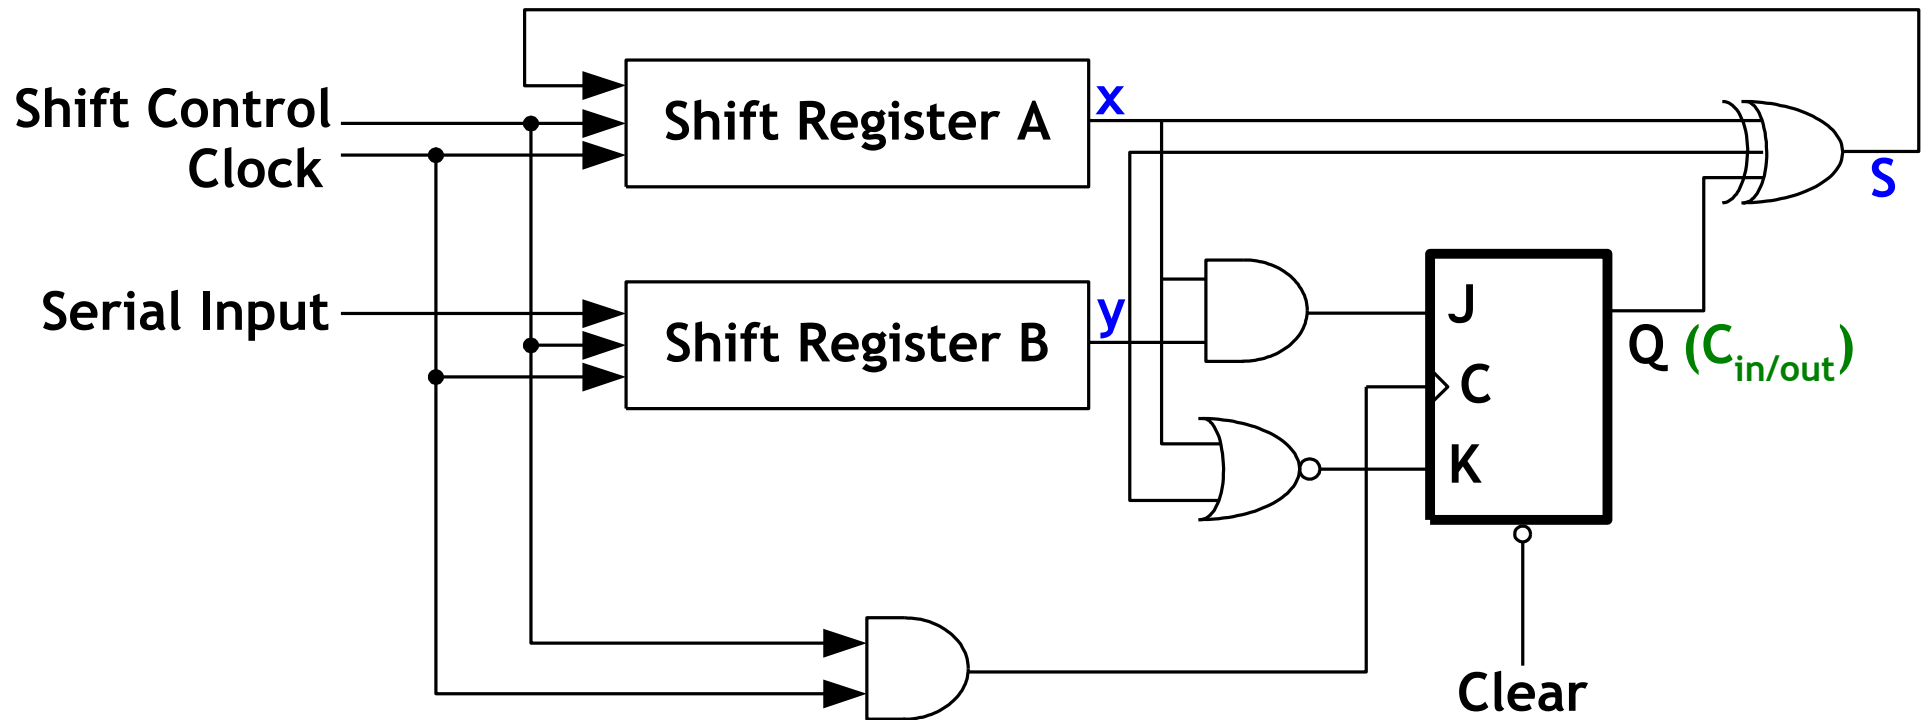 Shift Control
Clock
Shift Register A
x
S
Serial Input
Shift Register B
y
J
C
K
Q (Cin/out)
Clear